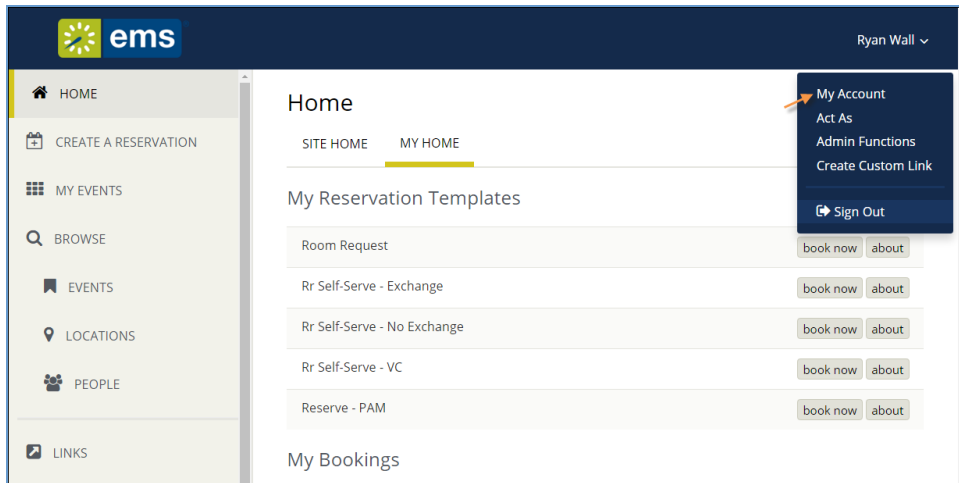 ems
Ryan Wall
HOME
CREATE A RESERVATION
MY EVENTS
BROWSE
EVENTS
LOCATIONS
PEOPLE
LINKS
Home
SITE HOME MY HOME
My Account
Act As
Admin Functions
Create Custom Link
Sign Out
My Reservation Templates
Room Request book now about
Rr Self-Serve - Exchange book now about
Rr Self-Serve - No Exchange book now about
Rr Self-Serve - VC book now about
Reserve - PAM book now about
My Bookings